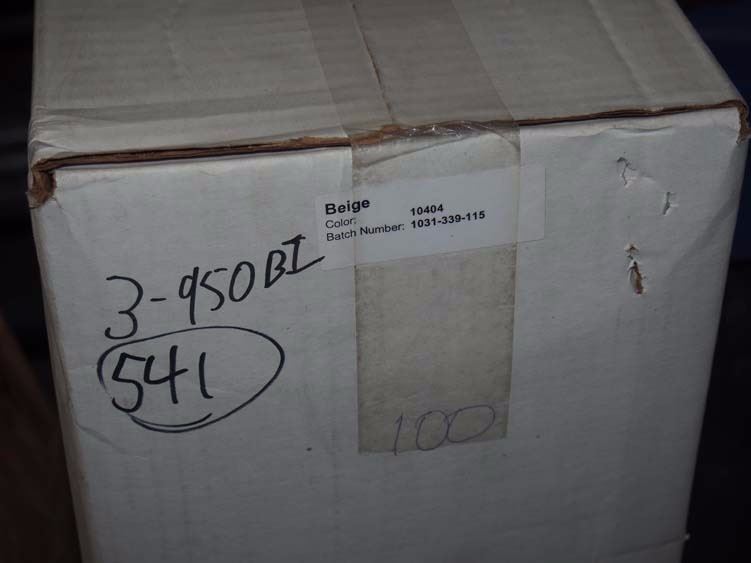 Beige
Color: 10404
Batch Number: 1031-339-115
3-950BI
541
100